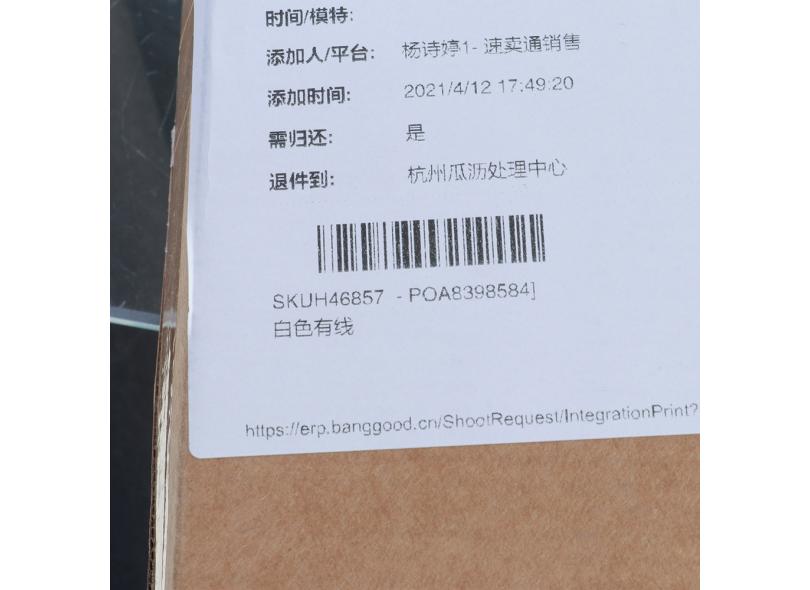 时间/模特:
添加人/平台: 杨诗婷1- 速卖通销售
添加时间: 2021/4/12 17:49:20
需归还: 是
退件到: 杭州瓜沥处理中心
SKUH46857 - POA8398584]
白色有线
https://erp.banggood.cn/ShootRequest/IntegrationPrint?